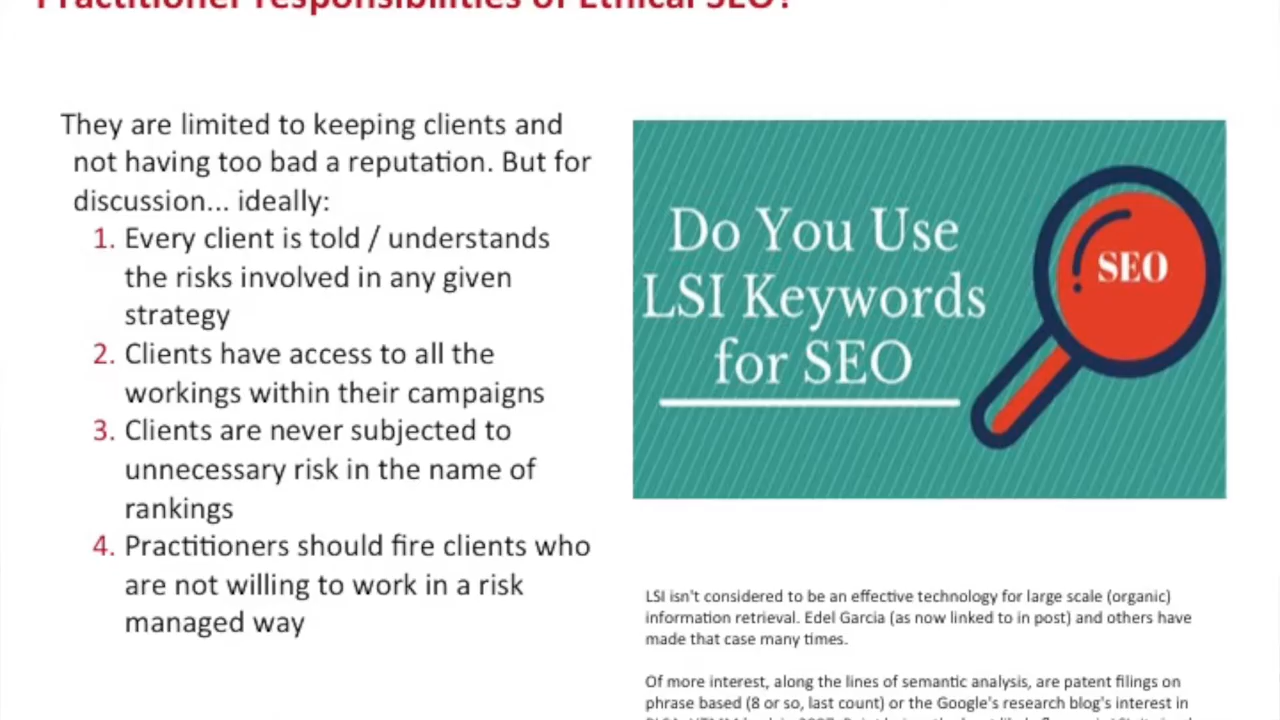 Practitioner responsibilities of Ethical SEO?
They are limited to keeping clients and
not having too bad a reputation. But for
discussion... ideally:
1. Every client is told / understands
the risks involved in any given
strategy
2. Clients have access to all the
workings within their campaigns
3. Clients are never subjected to
unnecessary risk in the name of
rankings
4. Practitioners should fire clients who
are not willing to work in a risk
managed way
Do You Use
LSI Keywords
for SEO
SEO
LSI isn't considered to be an effective technology for large scale (organic)
information retrieval. Edel Garcia (as now linked to in post) and others have
made that case many times.
Of more interest, along the lines of semantic analysis, are patent filings on
phrase based (8 or so, last count) or the Google's research blog's interest in